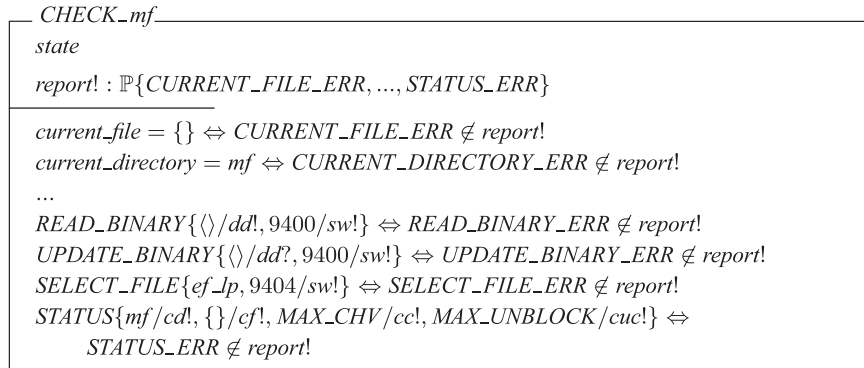 CHECK_mf
state
report! : ℙ{CURRENT_FILE_ERR, ..., STATUS_ERR}
current_file = {} ⇔ CURRENT_FILE_ERR ∉ report!
current_directory = mf ⇔ CURRENT_DIRECTORY_ERR ∉ report!
...
READ_BINARY{⟨⟩/dd!, 9400/sw!} ⇔ READ_BINARY_ERR ∉ report!
UPDATE_BINARY{⟨⟩/dd?, 9400/sw!} ⇔ UPDATE_BINARY_ERR ∉ report!
SELECT_FILE{ef_lp, 9404/sw!} ⇔ SELECT_FILE_ERR ∉ report!
STATUS{mf/cd!, {}/cf!, MAX_CHV/cc!, MAX_UNBLOCK/cuc!} ⇔
STATUS_ERR ∉ report!